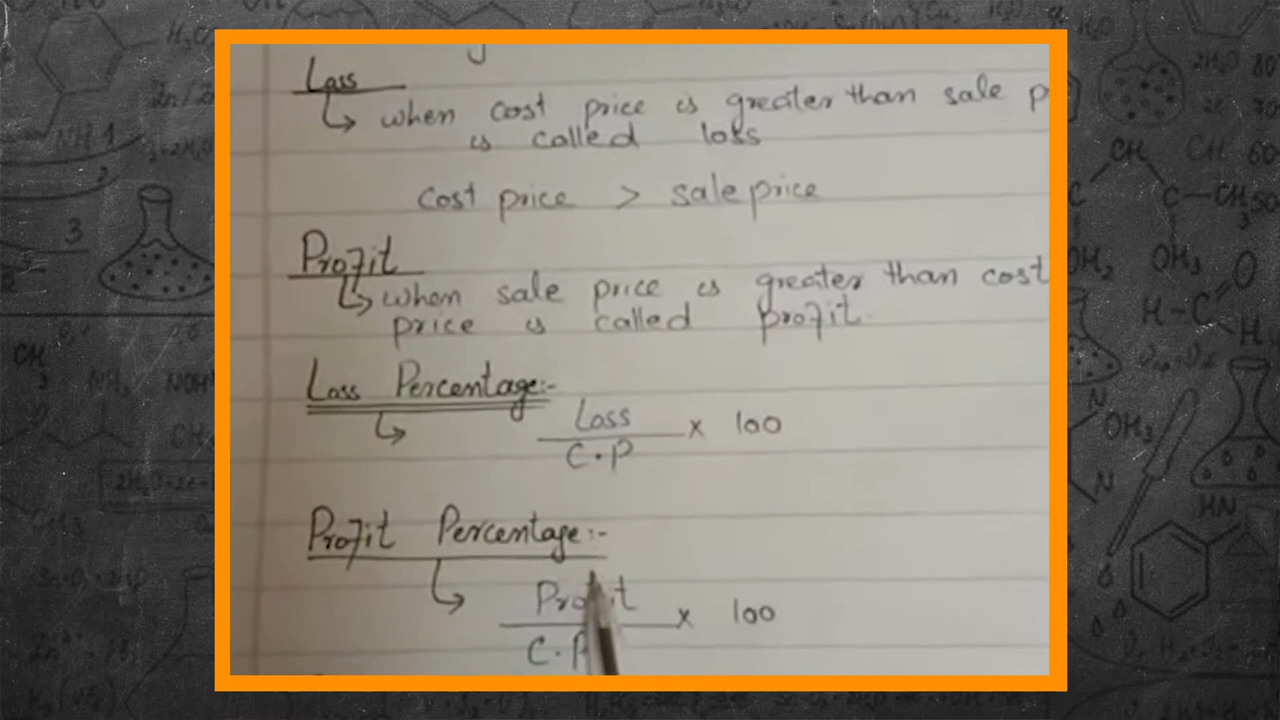 Loss
when cost price is greater than sale p
is called loss
cost price > sale price
Profit
when sale price is greater than cost
price is called profit.
Loss Percentage:-
Loss
C.P
x 100
Profit Percentage:-
Profit
C.P
x 100